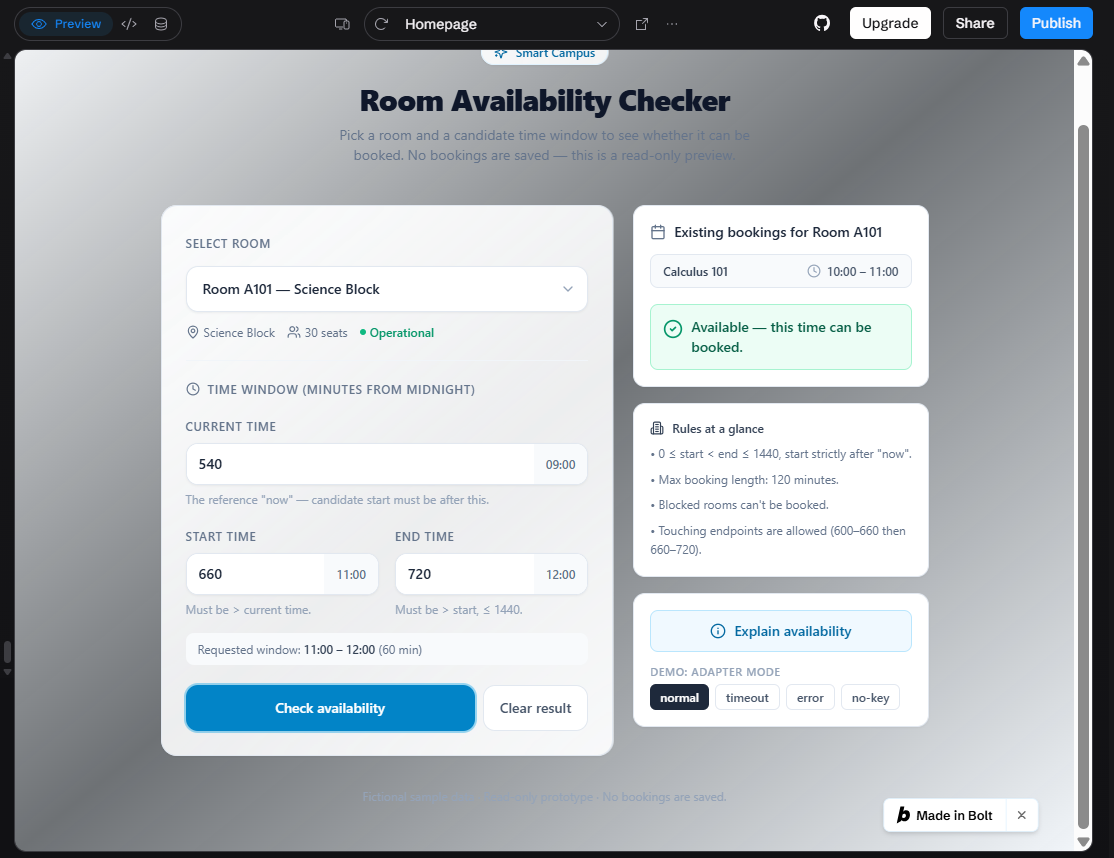 Preview
Homepage
Upgrade
Share
Publish
Smart Campus
Room Availability Checker
Pick a room and a candidate time window to see whether it can be
booked. No bookings are saved — this is a read-only preview.
SELECT ROOM
Room A101 — Science Block
Science Block 30 seats Operational
TIME WINDOW (MINUTES FROM MIDNIGHT)
CURRENT TIME
540 09:00
The reference "now" — candidate start must be after this.
START TIME
660 11:00
Must be > current time.
END TIME
720 12:00
Must be > start, ≤ 1440.
Requested window: 11:00 – 12:00 (60 min)
Check availability
Clear result
Existing bookings for Room A101
Calculus 101 10:00 – 11:00
Available — this time can be
booked.
Rules at a glance
• 0 ≤ start < end ≤ 1440, start strictly after "now".
• Max booking length: 120 minutes.
• Blocked rooms can't be booked.
• Touching endpoints are allowed (600–660 then
660–720).
Explain availability
DEMO: ADAPTER MODE
normal timeout error no-key
Fictional prototype · No bookings are saved.
b Made in Bolt